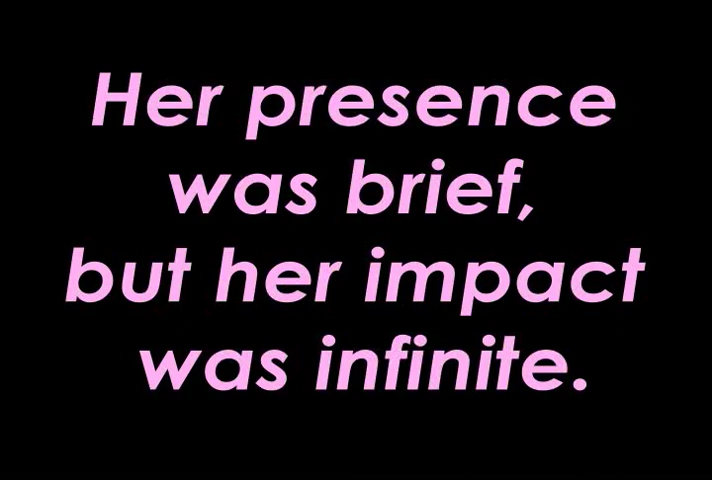 Her presence
was brief,
but her impact
was infinite.